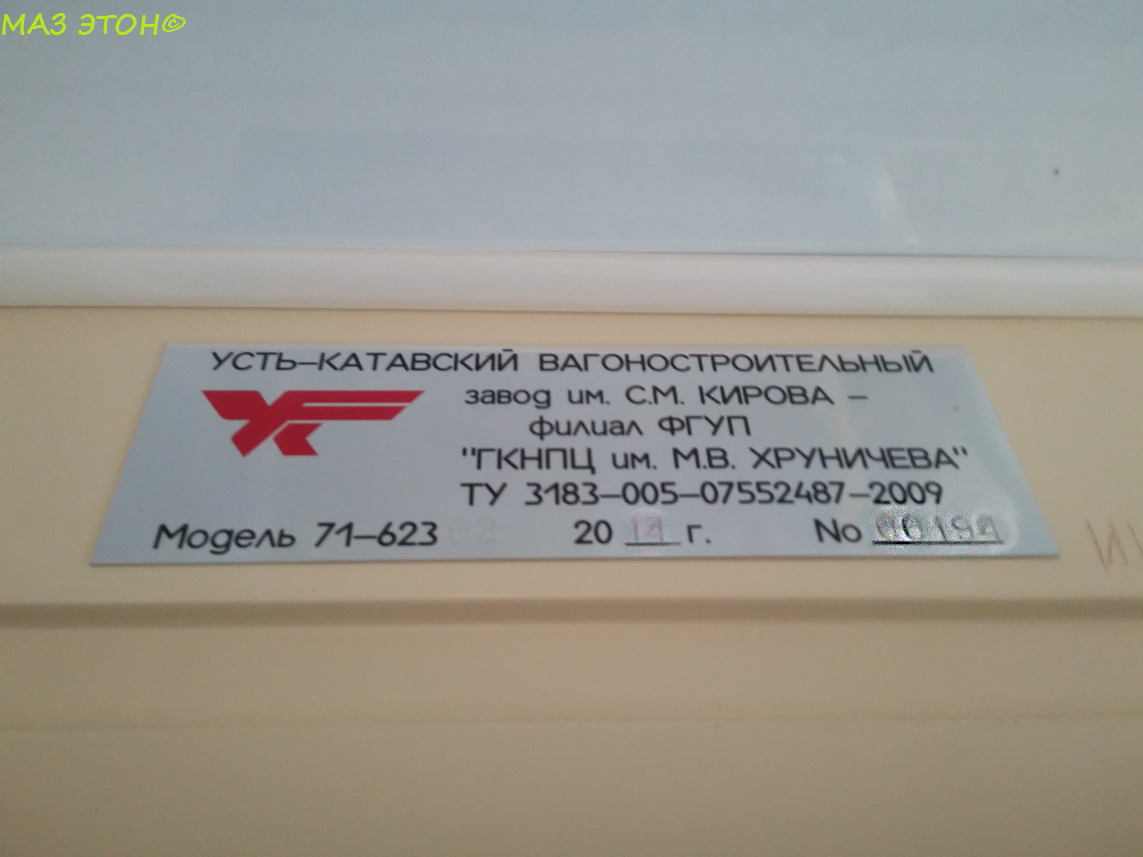 МАЗ ЭТОН©
УСТЬ-КАТАВСКИЙ ВАГОНОСТРОИТЕЛЬНЫЙ
завод им. С.М. КИРОВА –
филиал ФГУП
"ГКНПЦ им. М.В. ХРУНИЧЕВА"
ТУ 3183-005-07552487-2009
Модель 71-623 20 14 г. No